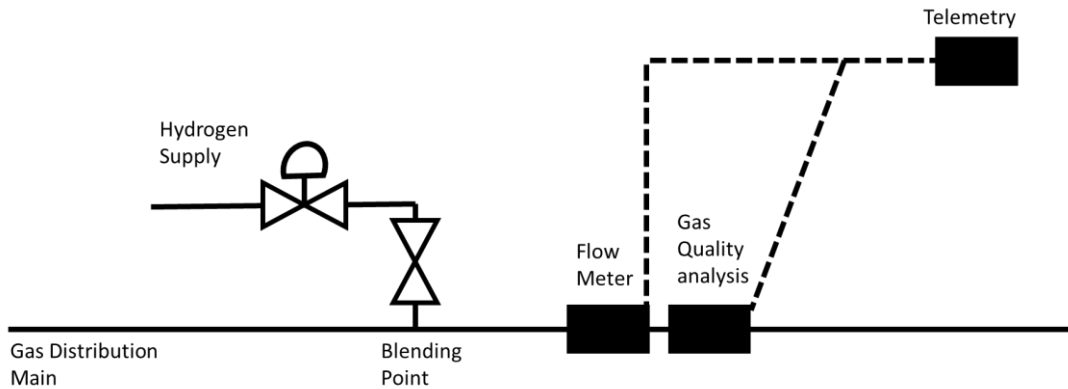 Telemetry
Hydrogen
Supply
Gas
Quality
analysis
Flow
Meter
Gas Distribution
Main
Blending
Point